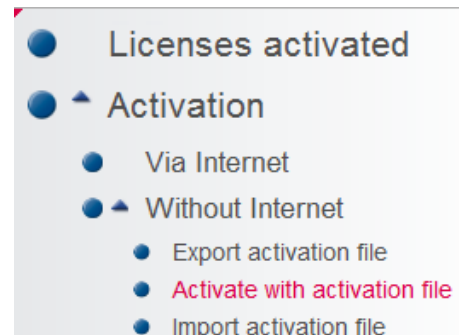 Licenses activated
Activation
Via Internet
Without Internet
Export activation file
Activate with activation file
Import activation file